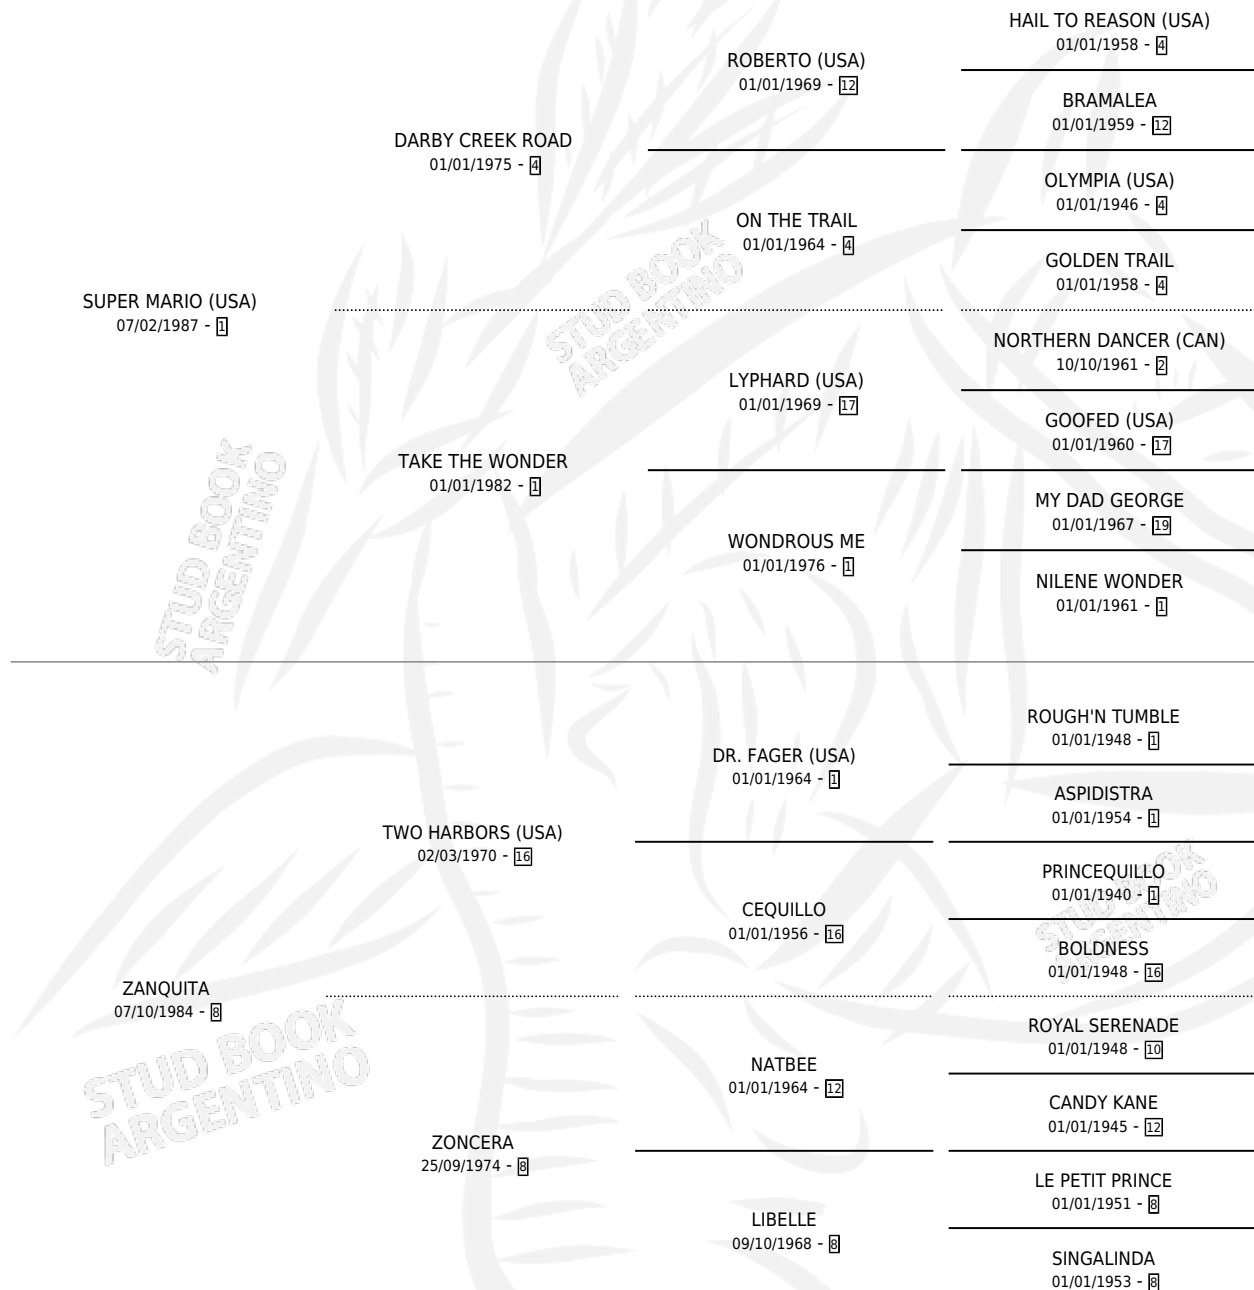 HAIL TO REASON (USA)
01/01/1958 - 4
ROBERTO (USA)
01/01/1969 - 12
BRAMALEA
01/01/1959 - 12
DARBY CREEK ROAD
01/01/1975 - 4
OLYMPIA (USA)
01/01/1946 - 4
ON THE TRAIL
01/01/1964 - 4
GOLDEN TRAIL
01/01/1958 - 4
SUPER MARIO (USA)
07/02/1987 - 1
NORTHERN DANCER (CAN)
10/10/1961 - 2
LYPHARD (USA)
01/01/1969 - 17
GOOFED (USA)
01/01/1960 - 17
TAKE THE WONDER
01/01/1982 - 1
MY DAD GEORGE
01/01/1967 - 19
WONDROUS ME
01/01/1976 - 1
NILENE WONDER
01/01/1961 - 1
ROUGH'N TUMBLE
01/01/1948 - 1
DR. FAGER (USA)
01/01/1964 - 1
ASPIDISTRA
01/01/1954 - 1
TWO HARBORS (USA)
02/03/1970 - 16
PRINCEQUILLO
01/01/1940 - 1
CEQUILLO
01/01/1956 - 16
BOLDNESS
01/01/1948 - 16
ZANQUITA
07/10/1984 - 8
ROYAL SERENADE
01/01/1948 - 10
NATBEE
01/01/1964 - 12
CANDY KANE
01/01/1945 - 12
ZONCERA
25/09/1974 - 8
LE PETIT PRINCE
01/01/1951 - 8
LIBELLE
09/10/1968 - 8
SINGALINDA
01/01/1953 - 8
STUD BOOK
ARGENTINO
STUD BOOK
ARGENTINO
STUD BOOK
ARGENTINO
STUD BOOK
ARGENTINO